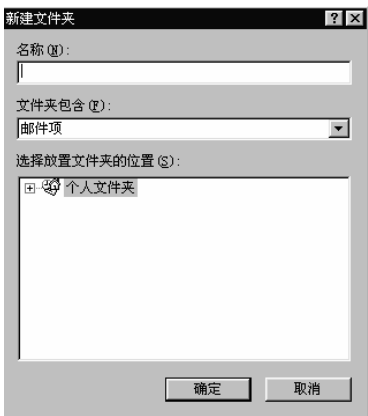 新建文件夹
名称(N):
文件夹包含(F):
邮件项
选择放置文件夹的位置(S):
个人文件夹
确定 取消